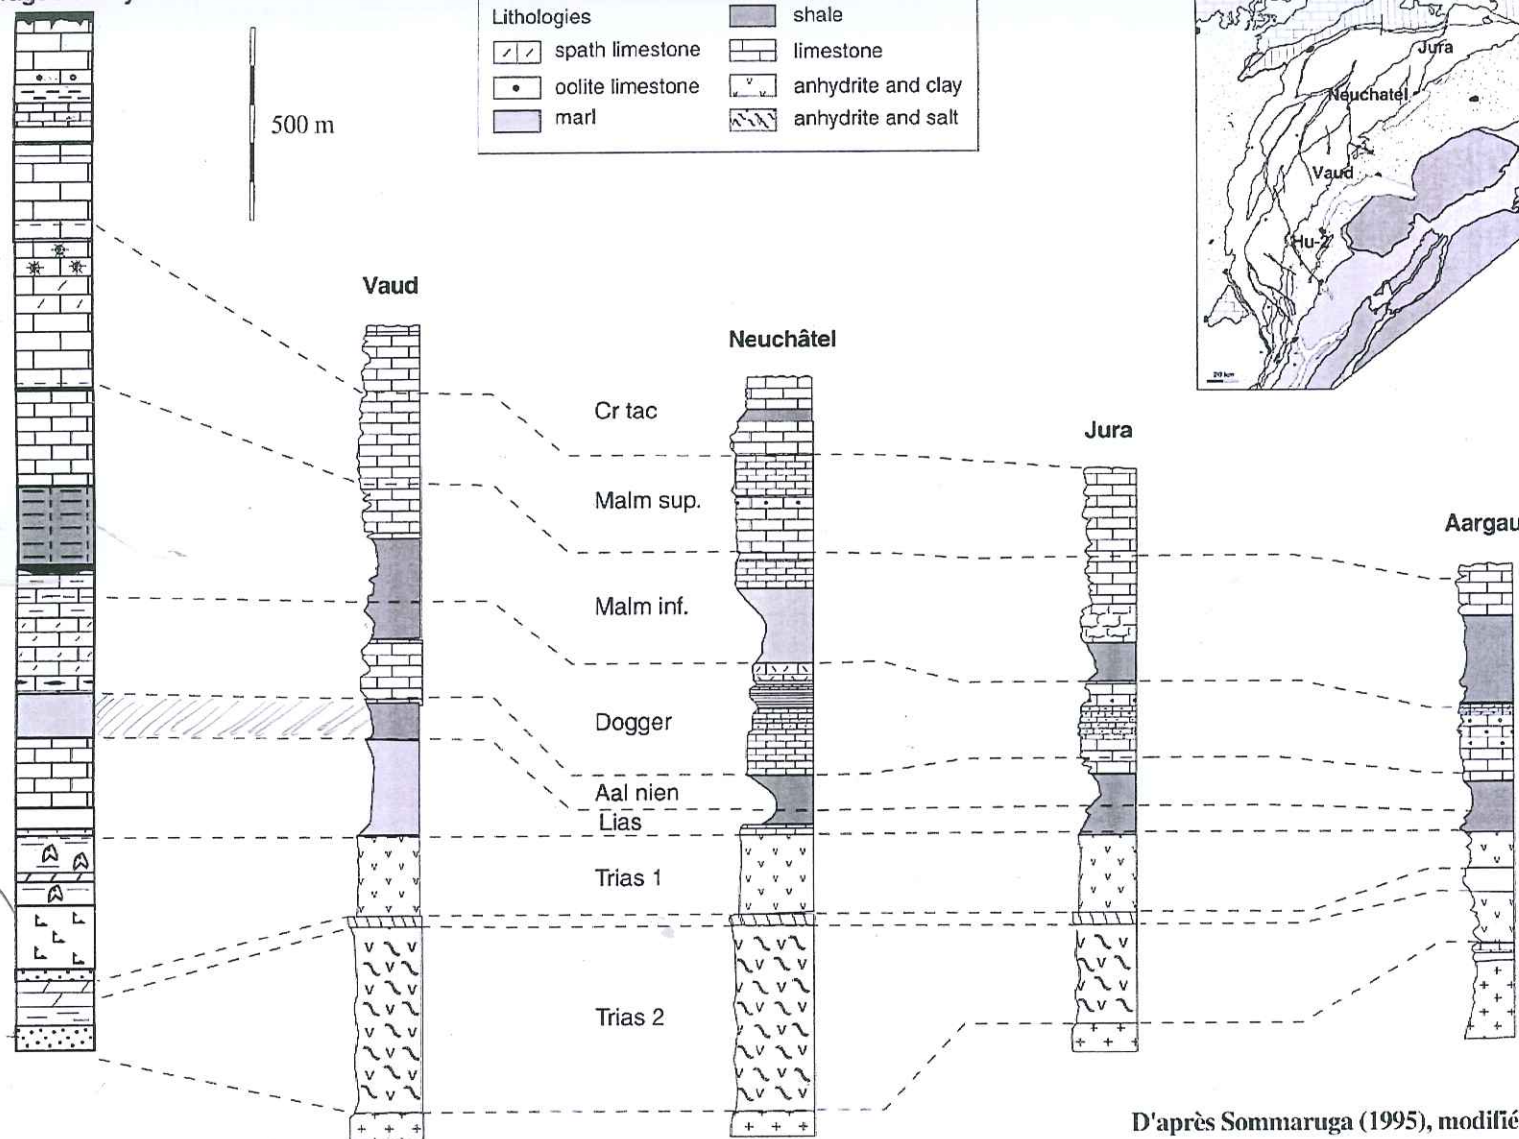 Lithologies
spath limestone
oolite limestone
marl
shale
limestone
anhydrite and clay
anhydrite and salt
500 m
Jura
Neuchatel
Vaud
Hu-2
20 km
Vaud
Neuchâtel
Jura
Aargau
Cr tac
Malm sup.
Malm inf.
Dogger
Aal nien
Lias
Trias 1
Trias 2
D'après Sommaruga (1995), modifié